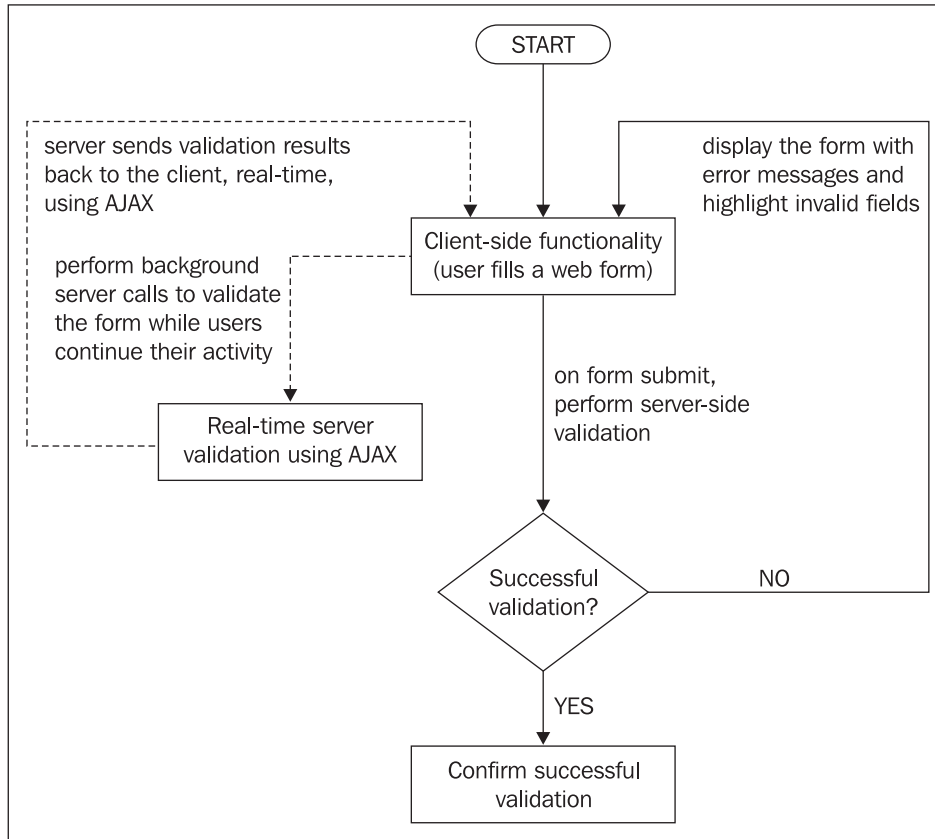 START
server sends validation results
back to the client, real-time,
using AJAX
display the form with
error messages and
highlight invalid fields
Client-side functionality
(user fills a web form)
perform background
server calls to validate
the form while users
continue their activity
on form submit,
perform server-side
validation
Real-time server
validation using AJAX
Successful
validation?
NO
YES
Confirm successful
validation